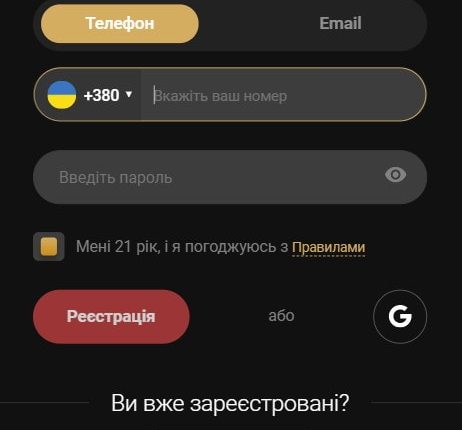 Телефон Email
+380 Вкажіть ваш номер
Введіть пароль
Мені 21 рік, і я погоджуюсь з Правилами
Реєстрація або G
Ви вже зареєстровані?